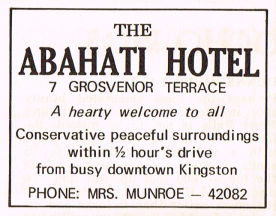 THE
ABAHATI HOTEL
7 GROSVENOR TERRACE
A hearty welcome to all
Conservative peaceful surroundings
within ½ hour's drive
from busy downtown Kingston
PHONE: MRS. MUNROE — 42082